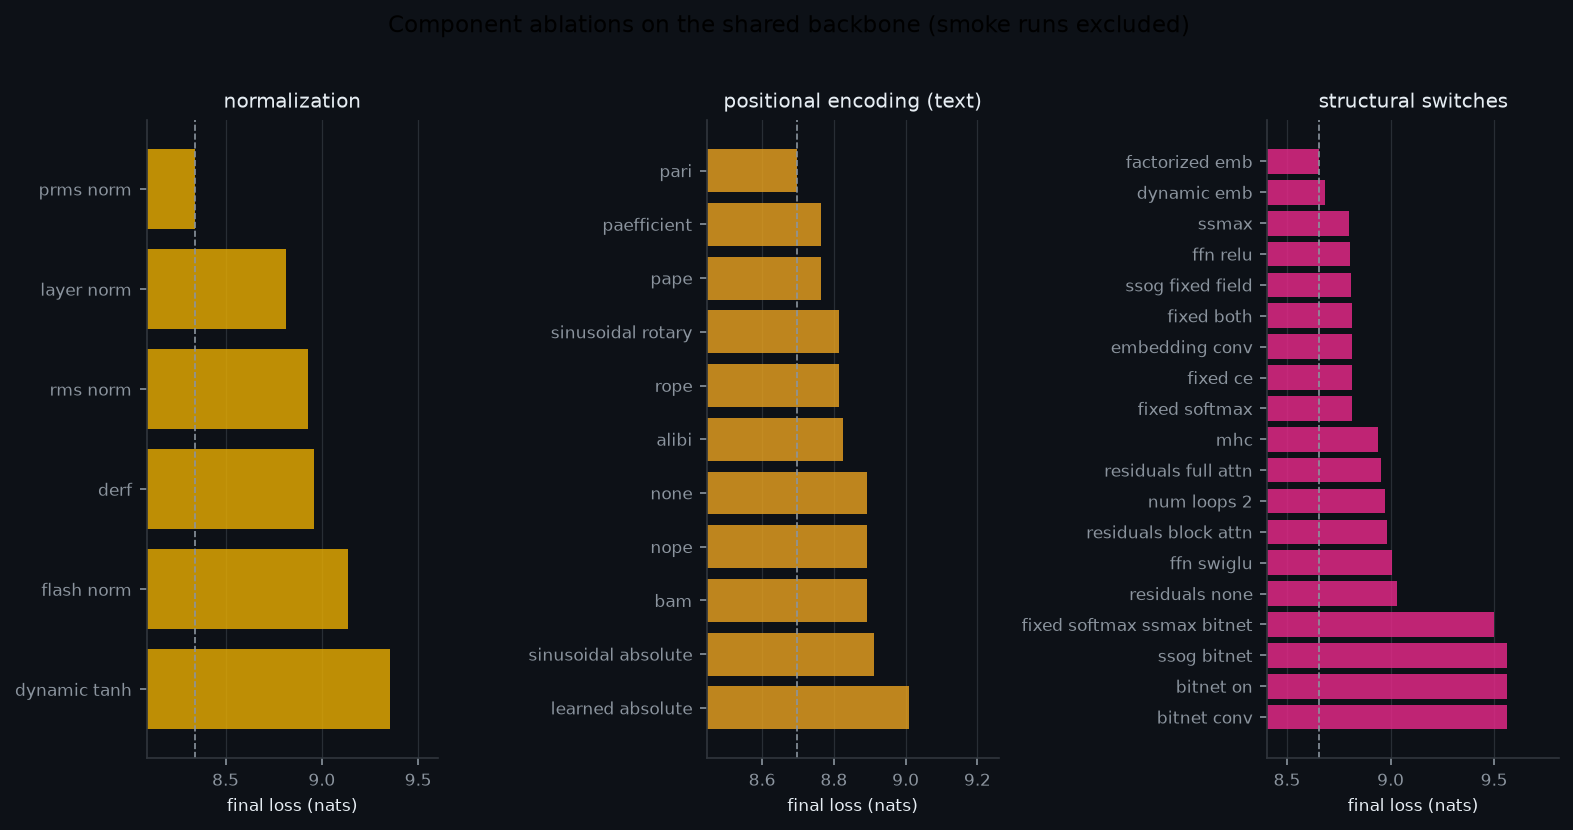 Component ablations on the shared backbone (smoke runs excluded)
normalization
prms norm
layer norm
rms norm
derf
flash norm
dynamic tanh
8.5 9.0 9.5
final loss (nats)
positional encoding (text)
pari
paefficient
pape
sinusoidal rotary
rope
alibi
none
nope
bam
sinusoidal absolute
learned absolute
8.6 8.8 9.0 9.2
final loss (nats)
structural switches
factorized emb
dynamic emb
ssmax
ffn relu
ssog fixed field
fixed both
embedding conv
fixed ce
fixed softmax
mhc
residuals full attn
num loops 2
residuals block attn
ffn swiglu
residuals none
fixed softmax ssmax bitnet
ssog bitnet
bitnet on
bitnet conv
8.5 9.0 9.5
final loss (nats)